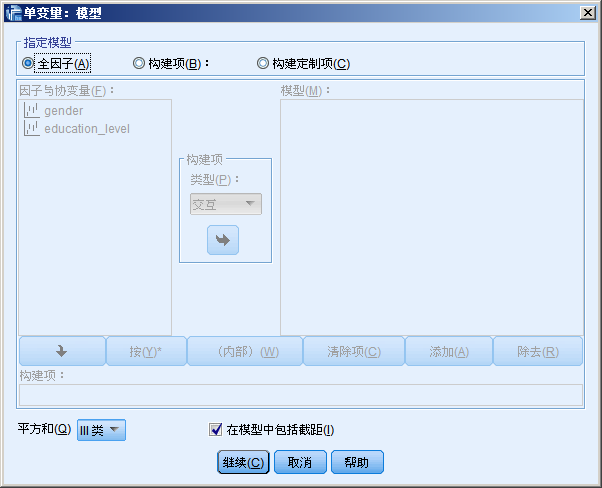 单变量：模型
指定模型
全因子(A) 构建项(B)： 构建定制项(C)
因子与协变量(F)： 模型(M)：
gender
education_level
构建项
类型(P)：
交互
按(Y)* （内部）(W) 清除项(C) 添加(A) 除去(R)
构建项：
平方和(Q) III 类 在模型中包括截距(I)
继续(C) 取消 帮助